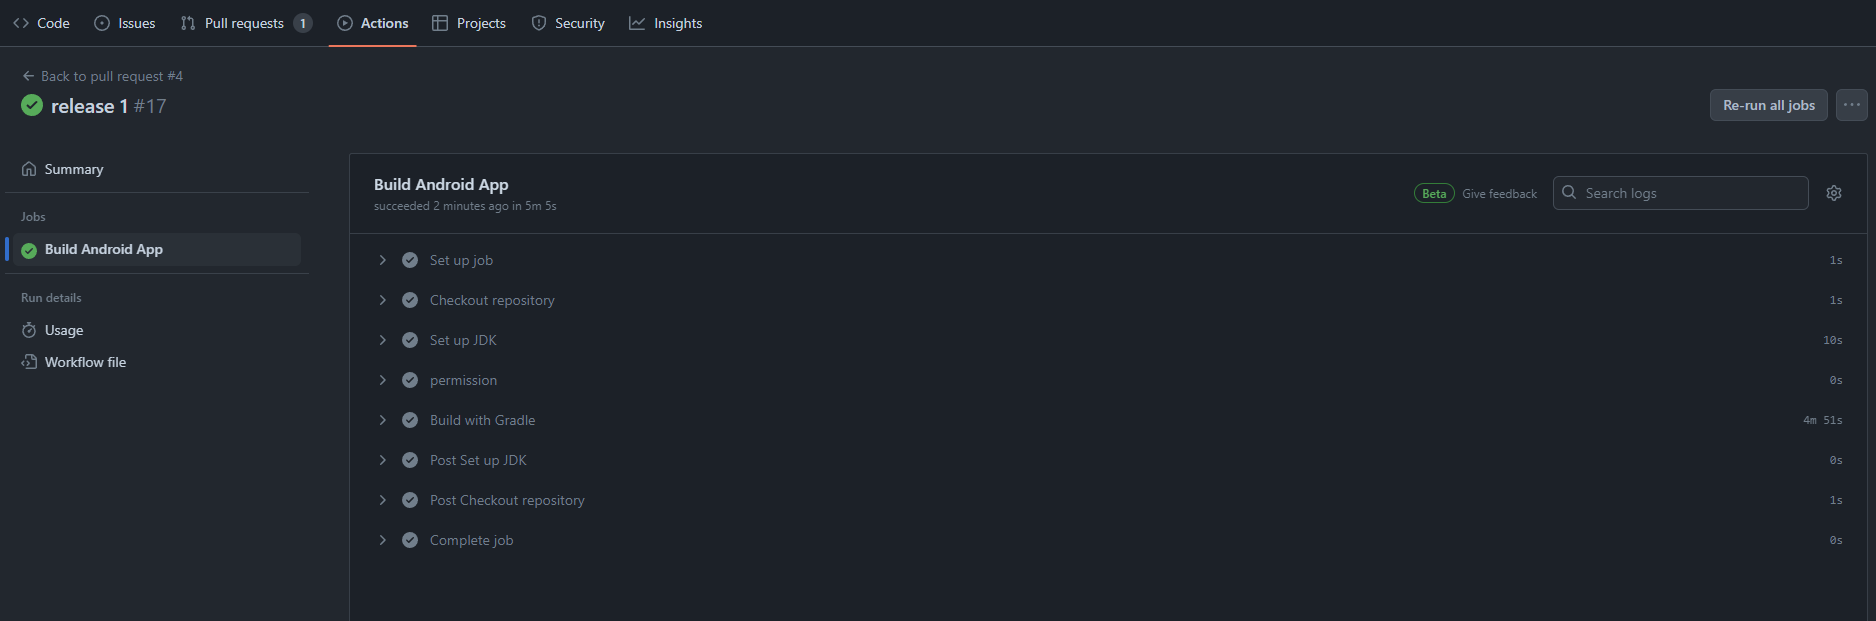 Code Issues Pull requests 1 Actions Projects Security Insights
Back to pull request #4
release 1 #17
Re-run all jobs
Summary
Jobs
Build Android App
Run details
Usage
Workflow file
Build Android App
succeeded 2 minutes ago in 5m 5s
Beta Give feedback
Search logs
Set up job 1s
Checkout repository 1s
Set up JDK 10s
permission 0s
Build with Gradle 4m 51s
Post Set up JDK 0s
Post Checkout repository 1s
Complete job 0s